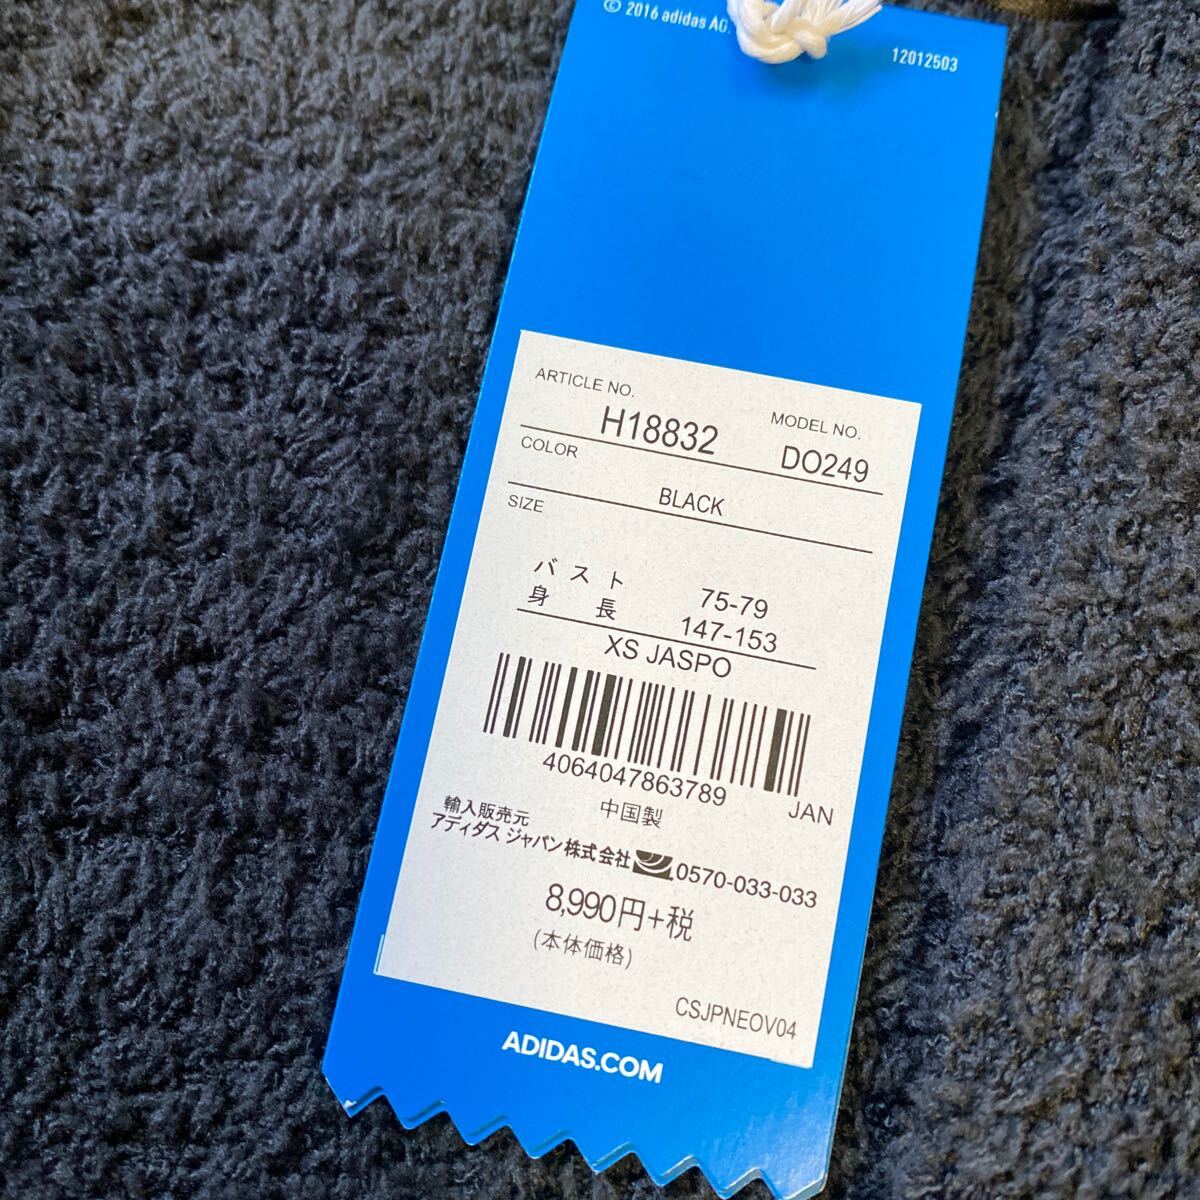 © 2016 adidas AG.
12012503
ARTICLE NO.
H18832
MODEL NO.
DO249
COLOR
BLACK
SIZE
バスト 75-79
身長 147-153
XS JASPO
4064047863789
JAN
中国製
輸入販売元
アディダス ジャパン株式会社 0570-033-033
8,990円+税
(本体価格)
CSJPNEOV04
ADIDAS.COM